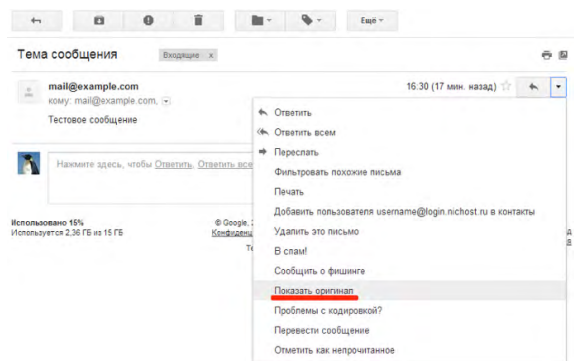 Ещё
Тема сообщения
Входящие x
mail@example.com
16.30 (17 мин. назад)
кому: mail@example.com,
Тестовое сообщение
Ответить
Ответить всем
Переслать
Фильтровать похожие письма
Печать
Добавить пользователя username@login.nichost.ru в контакты
Удалить это письмо
В спам!
Сообщить о фишинге
Показать оригинал
Проблемы с кодировкой?
Перевести сообщение
Отметить как непрочитанное
Нажмите здесь, чтобы Ответить, Ответить все
Использовано 15%
Используется 2,36 ГБ из 15 ГБ
© Google,